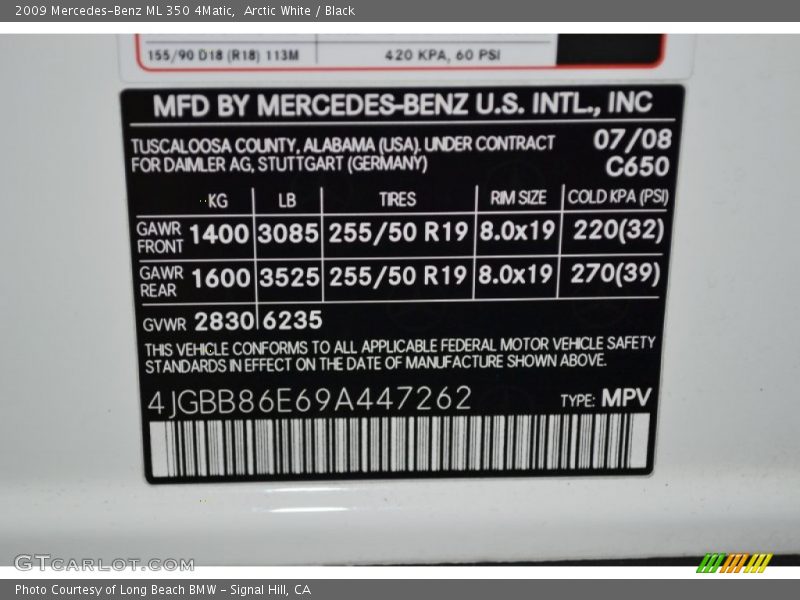 2009 Mercedes-Benz ML 350 4Matic, Arctic White / Black
155/90 D18 (R18) 113M 420 KPA, 60 PSI
MFD BY MERCEDES-BENZ U.S. INTL., INC
TUSCALOOSA COUNTY, ALABAMA (USA). UNDER CONTRACT 07/08
FOR DAIMLER AG, STUTTGART (GERMANY) C650
KG LB TIRES RIM SIZE COLD KPA (PSI)
GAWR FRONT 1400 3085 255/50 R19 8.0x19 220(32)
GAWR REAR 1600 3525 255/50 R19 8.0x19 270(39)
GVWR 2830 6235
THIS VEHICLE CONFORMS TO ALL APPLICABLE FEDERAL MOTOR VEHICLE SAFETY
STANDARDS IN EFFECT ON THE DATE OF MANUFACTURE SHOWN ABOVE.
4JGBB86E69A447262 TYPE: MPV
GTCARLOT.COM
Photo Courtesy of Long Beach BMW - Signal Hill, CA